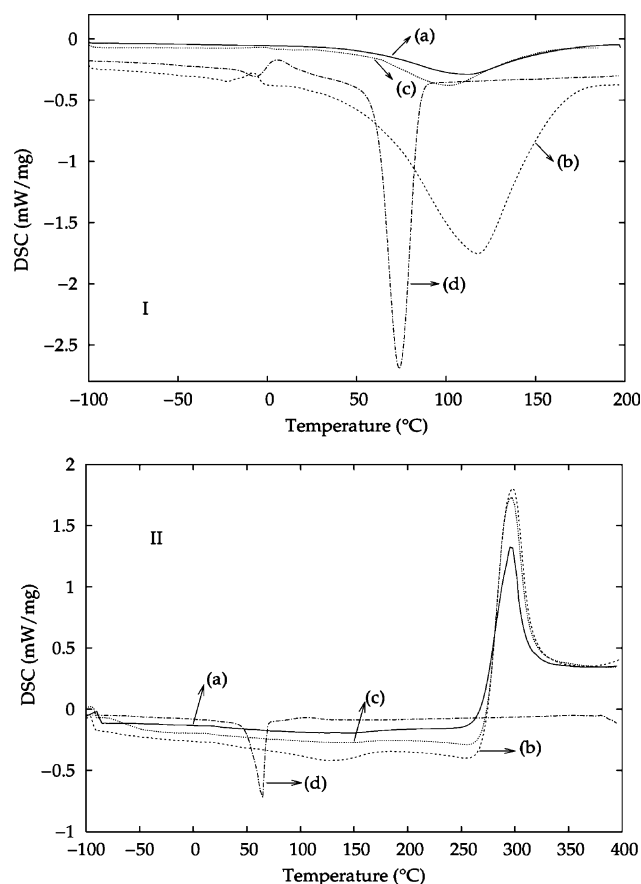 0
(a)
−0.5
(c)
−1
(b)
−1.5
DSC (mW/mg)
−2
(d)
I
−2.5
−100 −50 0 50 100 150 200
Temperature (°C)
2
1.5
II
1
DSC (mW/mg)
0.5
(a)
(c)
0
(b)
−0.5
(d)
−1
−100 −50 0 50 100 150 200 250 300 350 400
Temperature (°C)